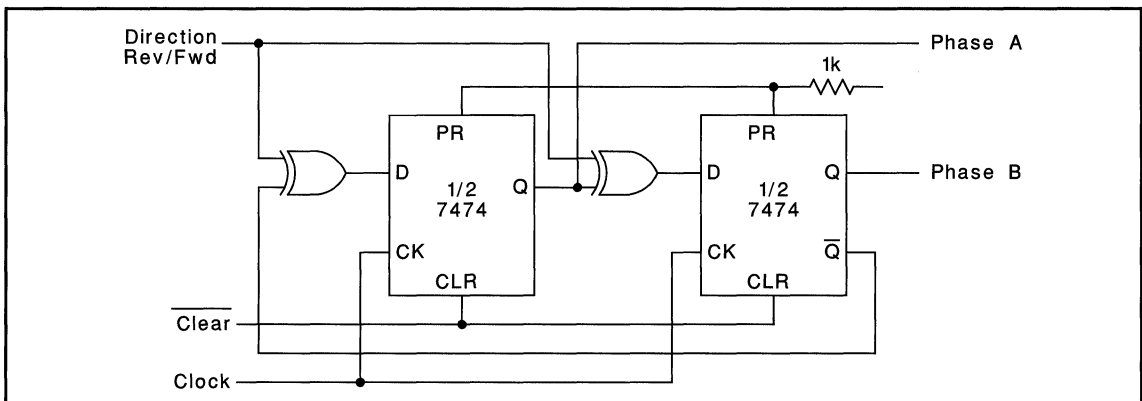 Direction
Rev/Fwd
Phase A
1k
PR
PR
D
Q
1/2
7474
D
Q
1/2
7474
Phase B
CK
CLR
CK
Q̅
CLR
C̅l̅e̅a̅r̅
Clock